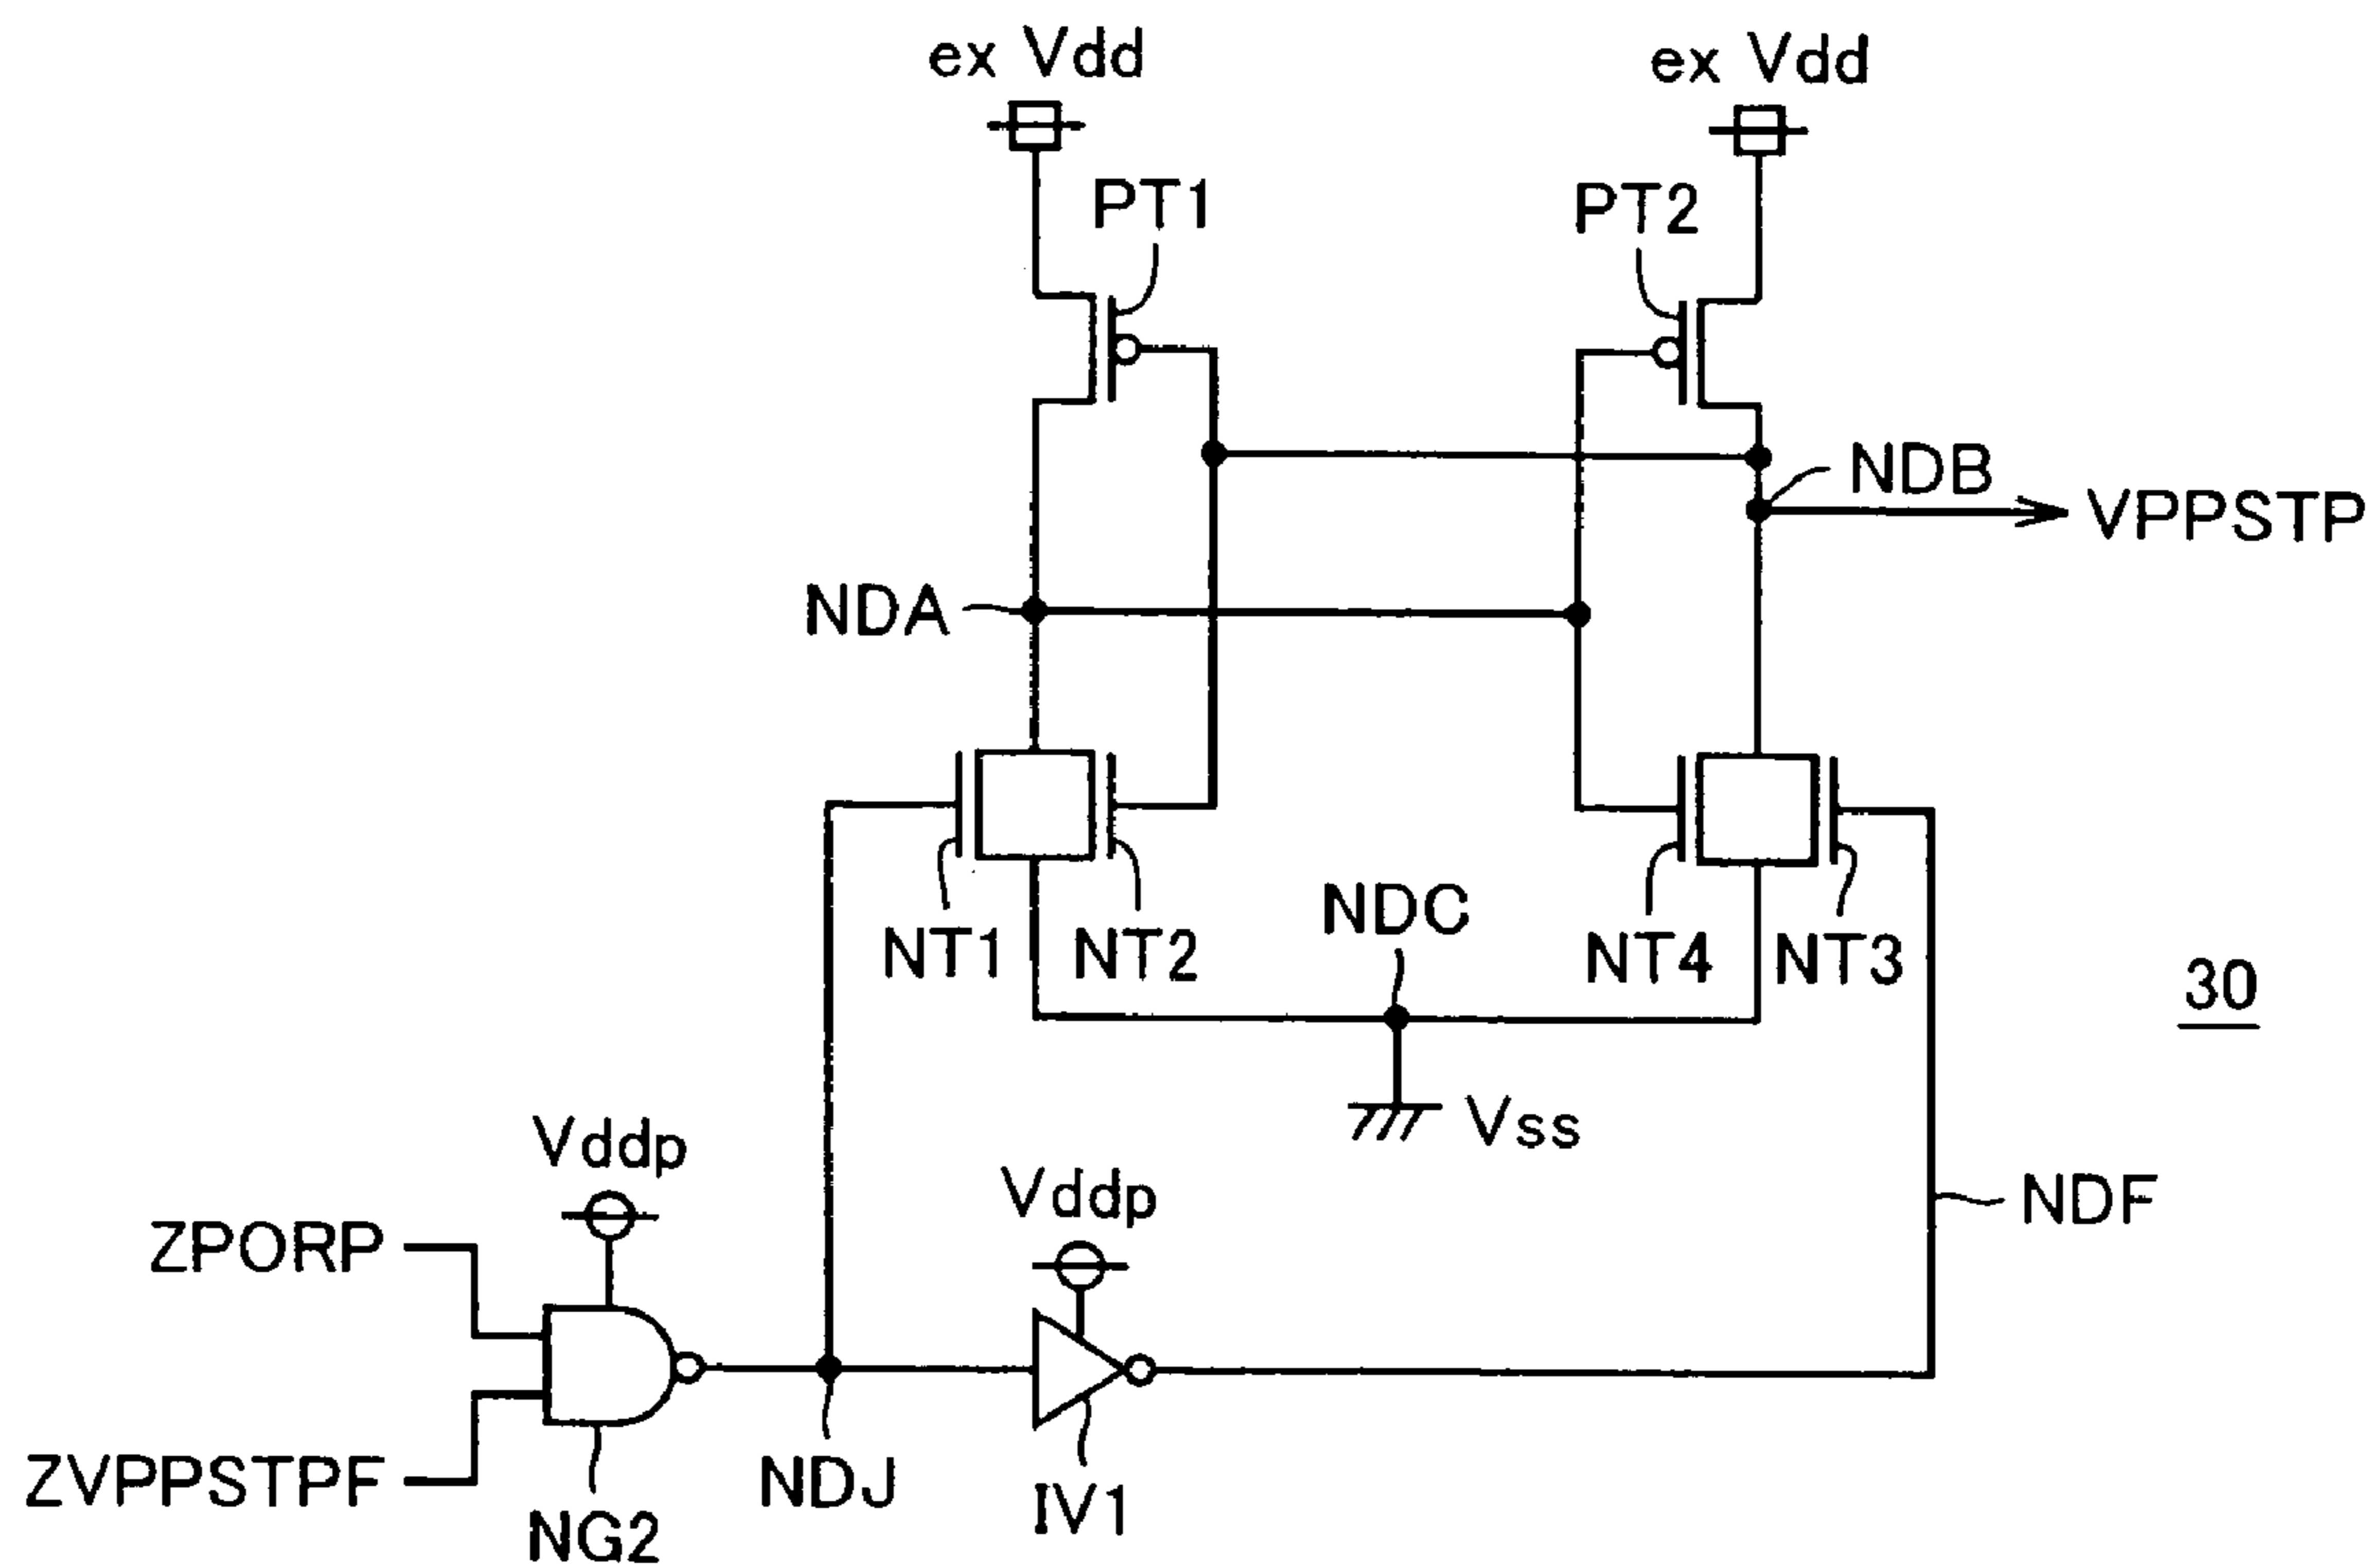 ex Vdd
ex Vdd
PT1
PT2
NDB
VPPSTP
NDA
NDC
NT1
NT2
NT4
NT3
30
Vss
Vddp
Vddp
NDF
ZPORP
ZVPPSTPF
NDJ
IV1
NG2